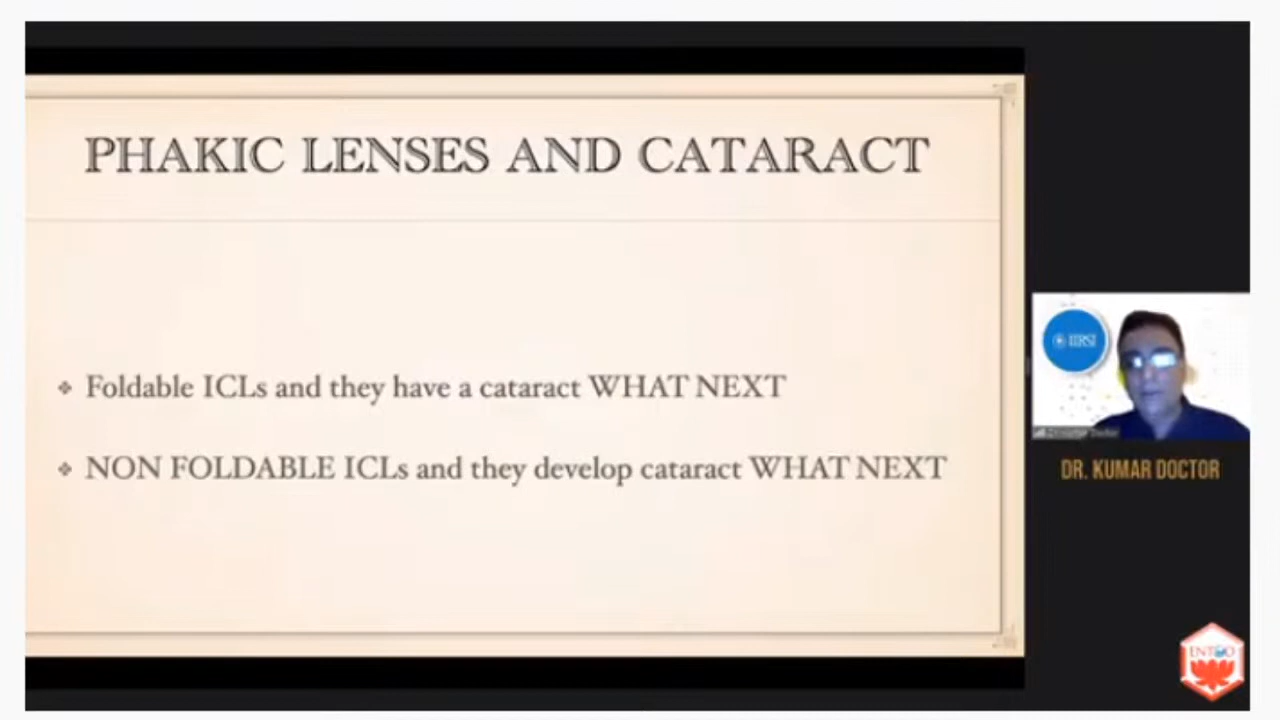 PHAKIC LENSES AND CATARACT
Foldable ICLs and they have a cataract WHAT NEXT
NON FOLDABLE ICLs and they develop cataract WHAT NEXT
IIRSI
DR. KUMAR DOCTOR